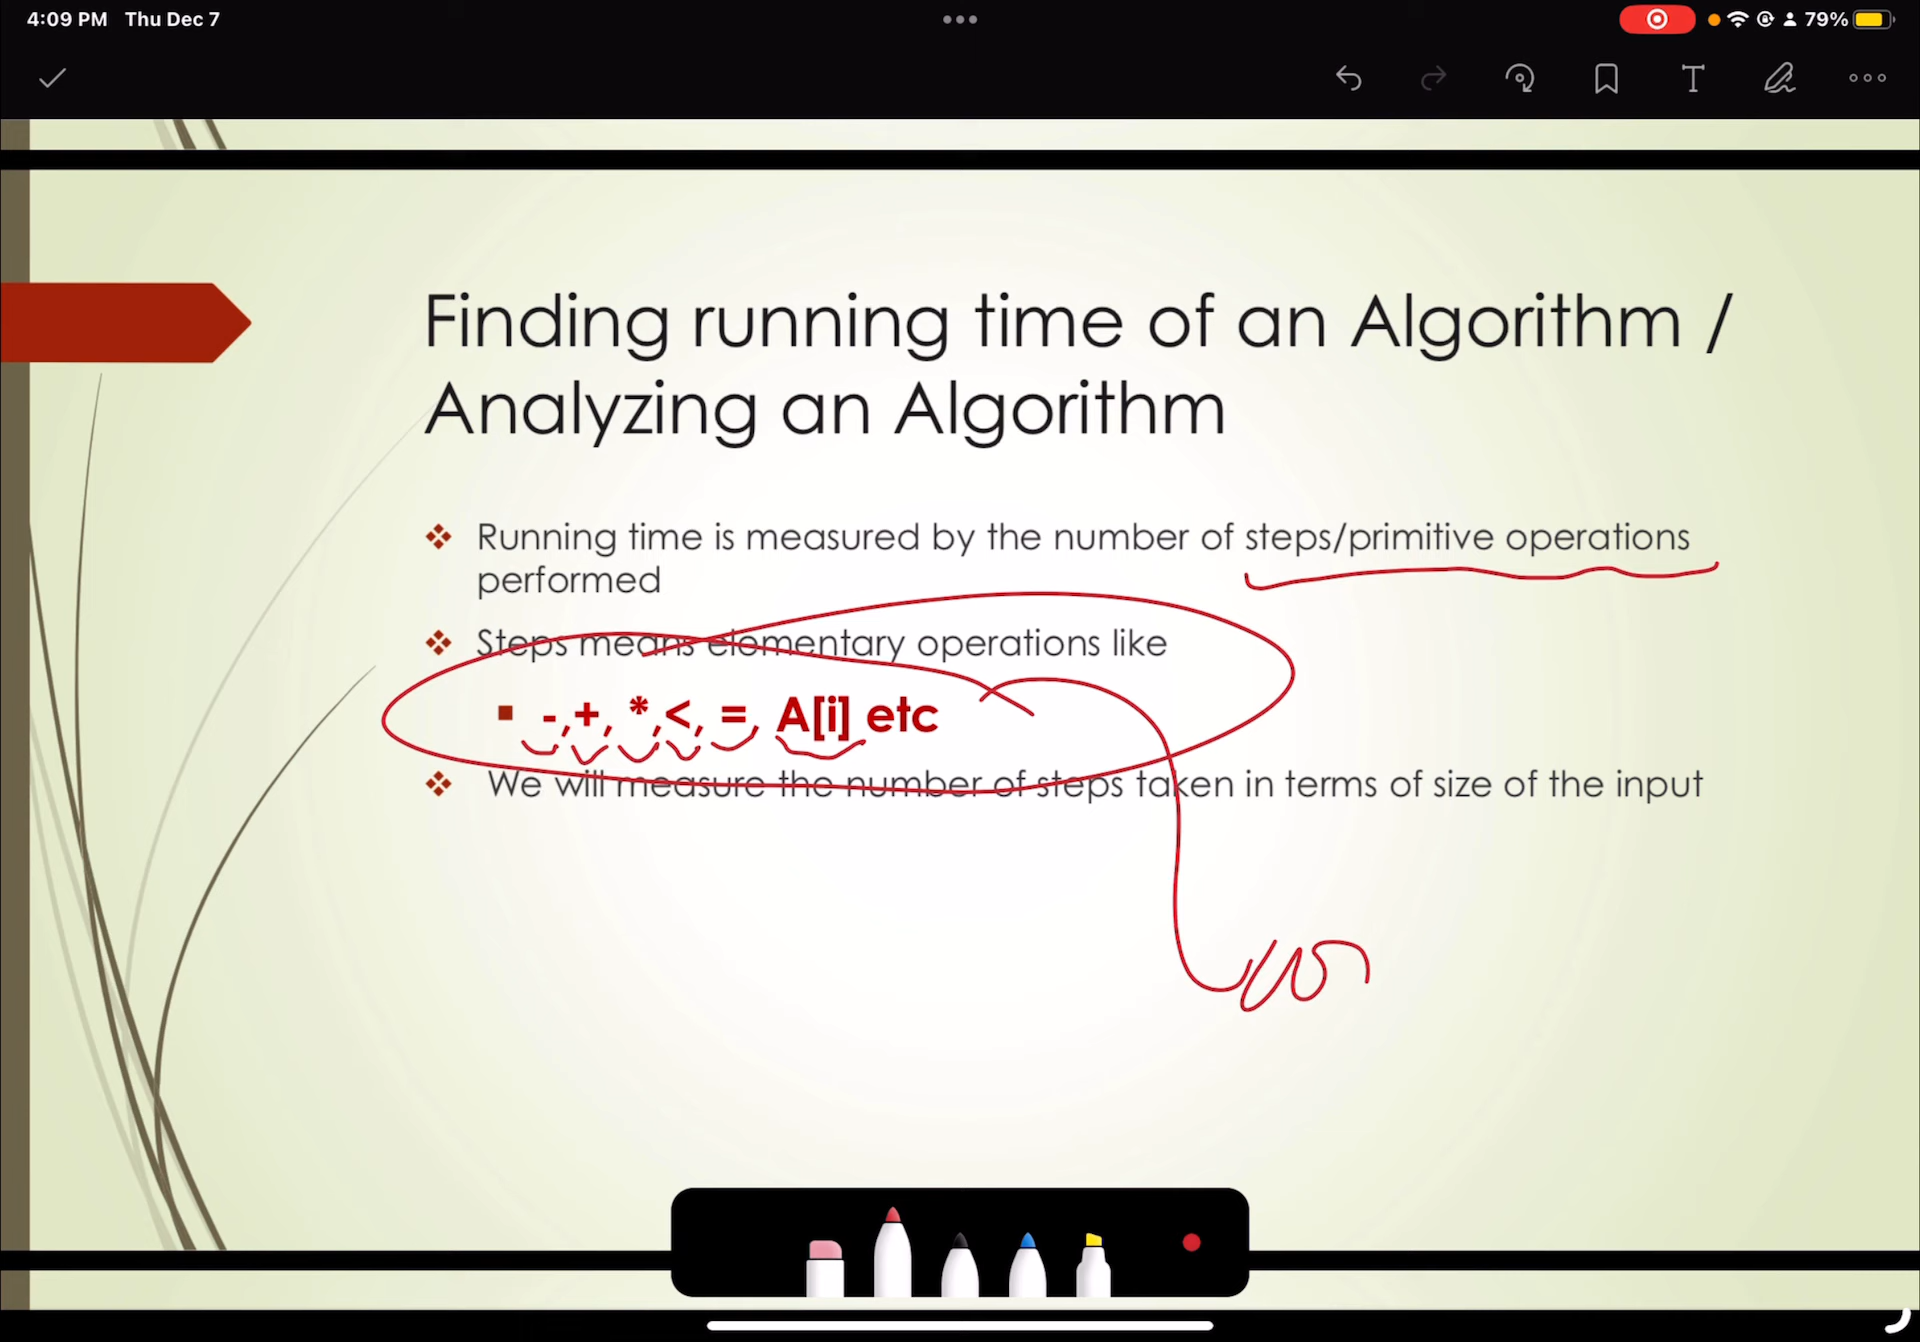 4:09 PM Thu Dec 7
79%
Finding running time of an Algorithm /
Analyzing an Algorithm
Running time is measured by the number of steps/primitive operations
performed
Steps means elementary operations like
-,+, *,<, =, A[i] etc
We will measure the number of steps taken in terms of size of the input